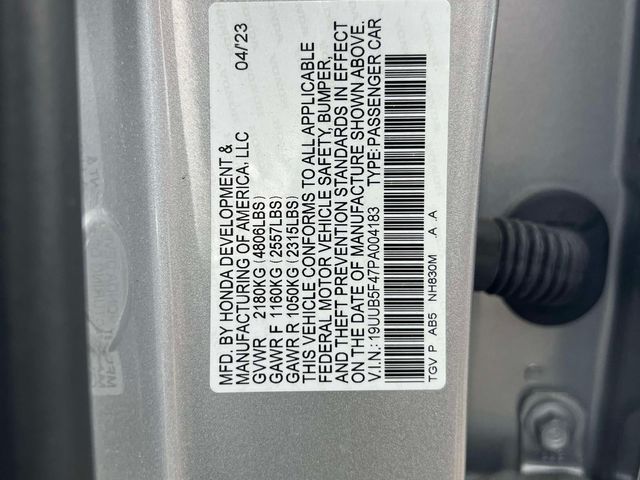 MFD. BY HONDA DEVELOPMENT & 04/'23
MANUFACTURING OF AMERICA, LLC
GVWR 2180KG (4806LBS)
GAWR F 1160KG (2557LBS)
GAWR R 1050KG (2315LBS)
THIS VEHICLE CONFORMS TO ALL APPLICABLE
FEDERAL MOTOR VEHICLE SAFETY, BUMPER,
AND THEFT PREVENTION STANDARDS IN EFFECT
ON THE DATE OF MANUFACTURE SHOWN ABOVE.
V.I.N.: 19UUB5F47PA004183 TYPE: PASSENGER CAR
TGV P AB5 NH830M A A